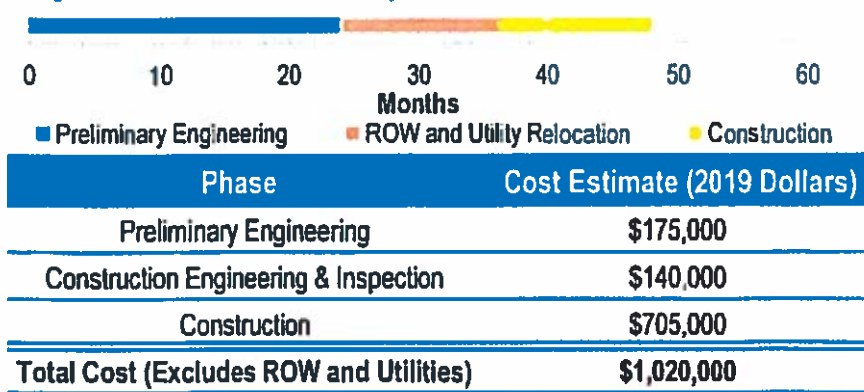 0 10 20 30 40 50 60
Months
Preliminary Engineering ROW and Utility Relocation Construction
Phase Cost Estimate (2019 Dollars)
Preliminary Engineering $175,000
Construction Engineering & Inspection $140,000
Construction $705,000
Total Cost (Excludes ROW and Utilities) $1,020,000